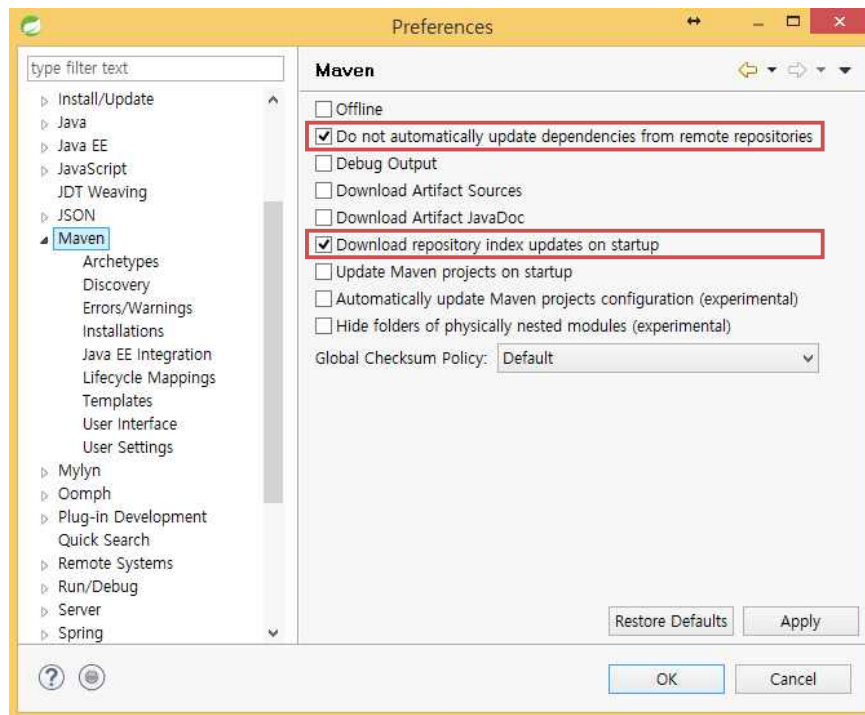 Preferences
type filter text
Install/Update
Java
Java EE
JavaScript
JDT Weaving
JSON
Maven
Archetypes
Discovery
Errors/Warnings
Installations
Java EE Integration
Lifecycle Mappings
Templates
User Interface
User Settings
Mylyn
Oomph
Plug-in Development
Quick Search
Remote Systems
Run/Debug
Server
Spring
Maven
Offline
Do not automatically update dependencies from remote repositories
Debug Output
Download Artifact Sources
Download Artifact JavaDoc
Download repository index updates on startup
Update Maven projects on startup
Automatically update Maven projects configuration (experimental)
Hide folders of physically nested modules (experimental)
Global Checksum Policy: Default
Restore Defaults Apply
OK Cancel